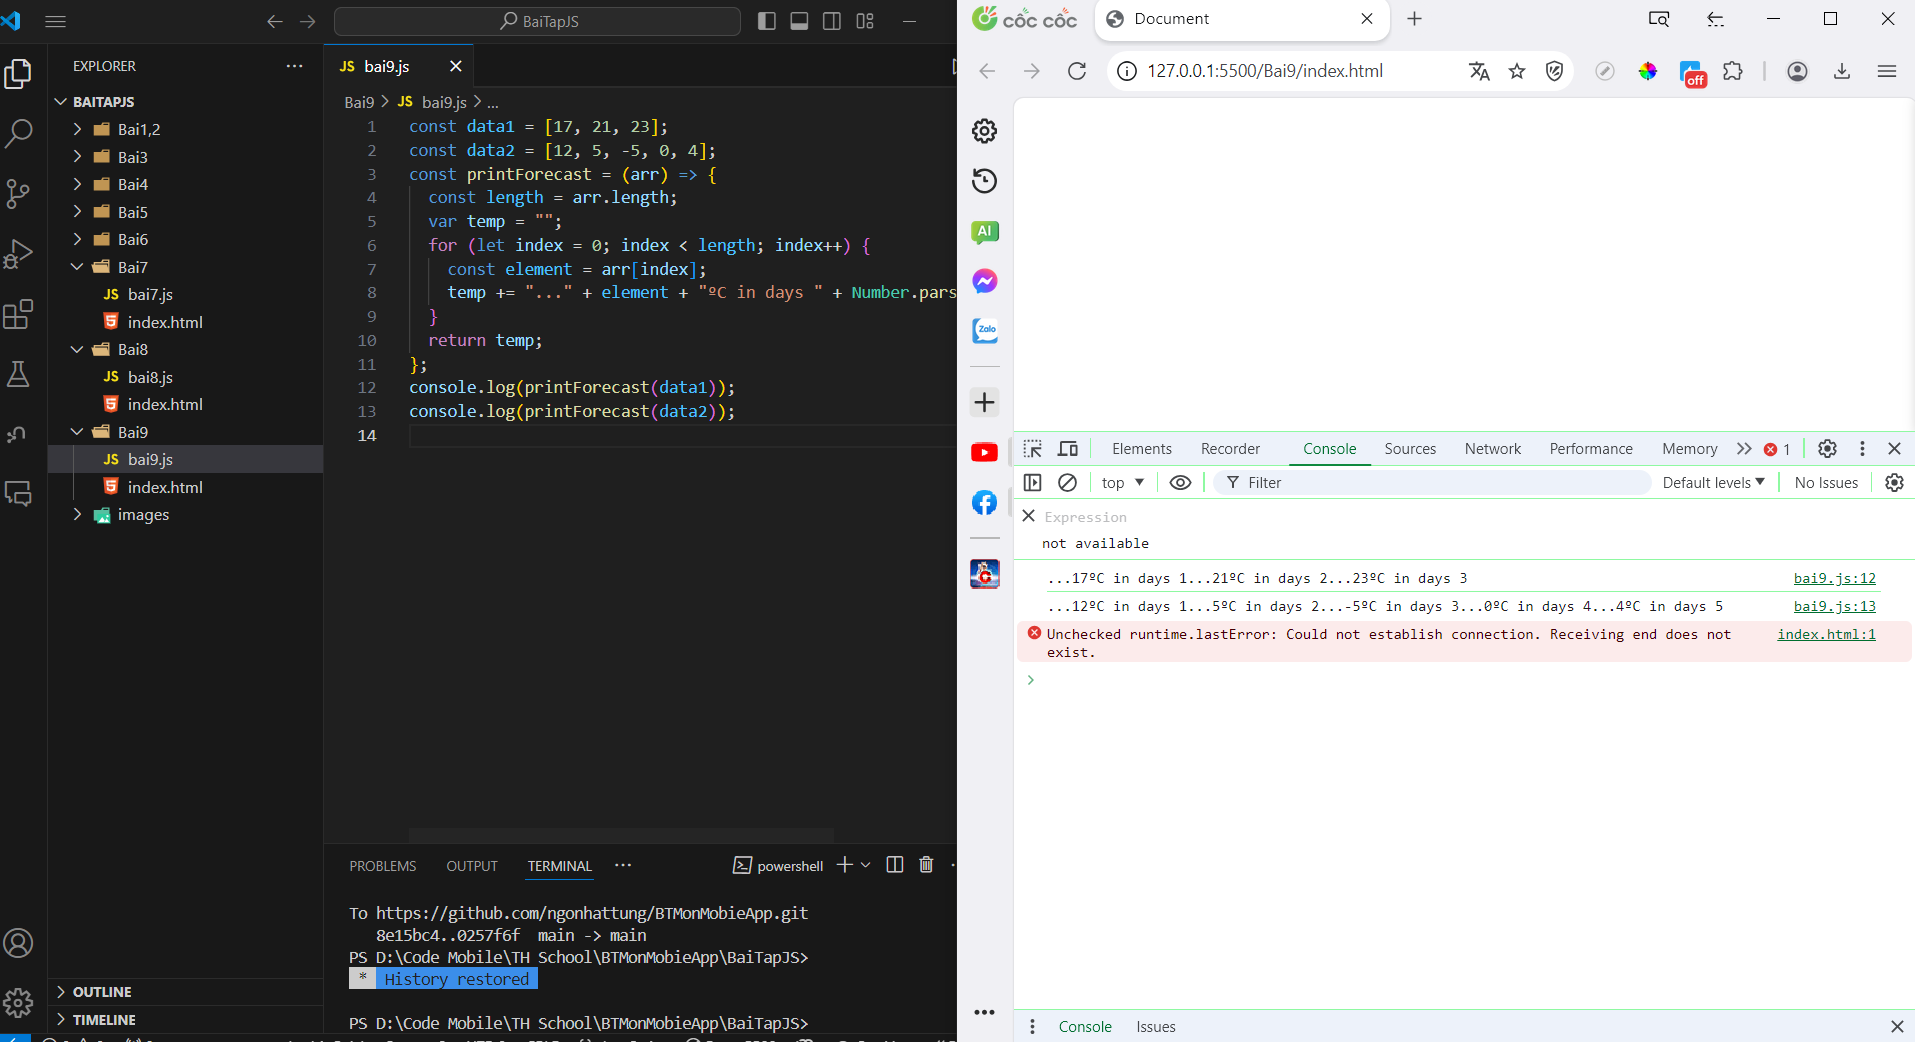 BaiTapJS
EXPLORER
BAITAPJS
Bai1,2
Bai3
Bai4
Bai5
Bai6
Bai7
JS bai7.js
index.html
Bai8
JS bai8.js
index.html
Bai9
JS bai9.js
index.html
images
OUTLINE
TIMELINE
JS bai9.js
Bai9 > JS bai9.js > ...
1 const data1 = [17, 21, 23];
2 const data2 = [12, 5, -5, 0, 4];
3 const printForecast = (arr) => {
4 const length = arr.length;
5 var temp = "";
6 for (let index = 0; index < length; index++) {
7 const element = arr[index];
8 temp += "..." + element + "ºC in days " + Number.pars
9 }
10 return temp;
11 };
12 console.log(printForecast(data1));
13 console.log(printForecast(data2));
14
PROBLEMS OUTPUT TERMINAL ... powershell
To https://github.com/ngonhattung/BTMonMobieApp.git
8e15bc4..0257f6f main -> main
PS D:\Code Mobile\TH School\BTMonMobieApp\BaiTapJS>
* History restored
PS D:\Code Mobile\TH School\BTMonMobieApp\BaiTapJS>
cốc cốc Document
127.0.0.1:5500/Bai9/index.html off
AI
Zalo
Elements Recorder Console Sources Network Performance Memory 1
top Filter Default levels No Issues
Expression
not available
...17ºC in days 1...21ºC in days 2...23ºC in days 3 bai9.js:12
...12ºC in days 1...5ºC in days 2...-5ºC in days 3...0ºC in days 4...4ºC in days 5 bai9.js:13
Unchecked runtime.lastError: Could not establish connection. Receiving end does not index.html:1
exist.
Console Issues